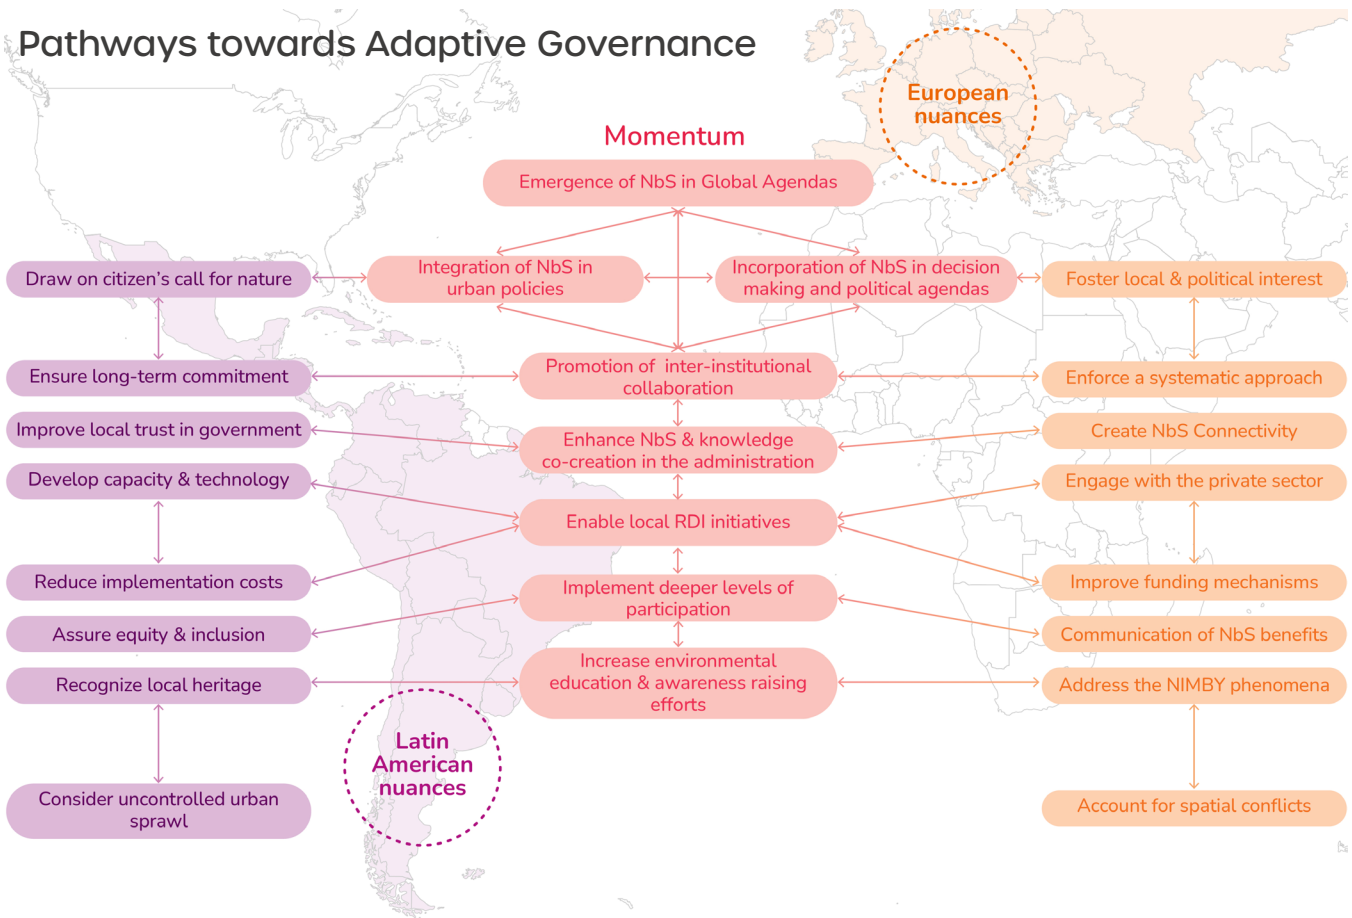 Pathways towards Adaptive Governance
European
nuances
Momentum
Emergence of NbS in Global Agendas
Draw on citizen’s call for nature
Integration of NbS in
urban policies
Incorporation of NbS in decision
making and political agendas
Foster local & political interest
Ensure long-term commitment
Promotion of inter-institutional
collaboration
Enforce a systematic approach
Improve local trust in government
Enhance NbS & knowledge
co-creation in the administration
Create NbS Connectivity
Develop capacity & technology
Engage with the private sector
Enable local RDI initiatives
Reduce implementation costs
Implement deeper levels of
participation
Improve funding mechanisms
Assure equity & inclusion
Communication of NbS benefits
Recognize local heritage
Increase environmental
education & awareness raising
efforts
Address the NIMBY phenomena
Latin
American
nuances
Consider uncontrolled urban
sprawl
Account for spatial conflicts